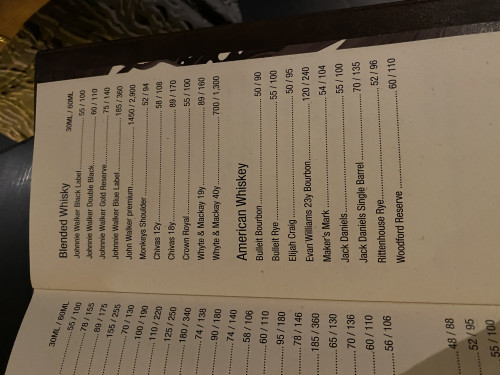 30ML / 60ML
55 / 100
78 / 155
89 / 175
155 / 255
70 / 130
100 / 190
110 / 220
125 / 250
180 / 340
74 / 138
90 / 180
74 / 140
58 / 106
60 / 110
95 / 180
78 / 146
185 / 360
65 / 130
70 / 136
60 / 110
56 / 106
48 / 88
52 / 95
55 / 100
Blended Whisky 30ML / 60ML
Johnnie Walker Black Label 55 / 100
Johnnie Walker Double Black 60 / 110
Johnnie Walker Gold Reserve 75 / 140
Johnnie Walker Blue Label 185 / 360
John Walker premium 1450 / 2,900
Monkeys Shoulder 52 / 94
Chivas 12y 58 / 108
Chivas 18y 89 / 170
Crown Royal 55 / 100
Whyte & Mackay 19y 89 / 160
Whyte & Mackay 40y 700 / 1,300
American Whiskey
Bulleit Bourbon 50 / 90
Bulleit Rye 55 / 100
Elijah Craig 50 / 95
Evan Williams 23y Bourbon 120 / 240
Maker's Mark 54 / 104
Jack Daniels 55 / 100
Jack Daniels Single Barrel 70 / 135
Rittenhouse Rye 52 / 96
Woodford Reserve 60 / 110